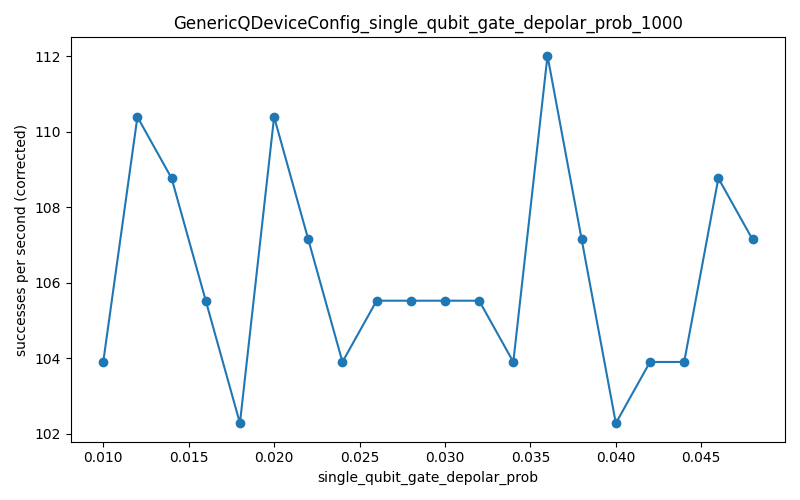 GenericQDeviceConfig_single_qubit_gate_depolar_prob_1000
successes per second (corrected)
112
110
108
106
104
102
0.010 0.015 0.020 0.025 0.030 0.035 0.040 0.045
single_qubit_gate_depolar_prob